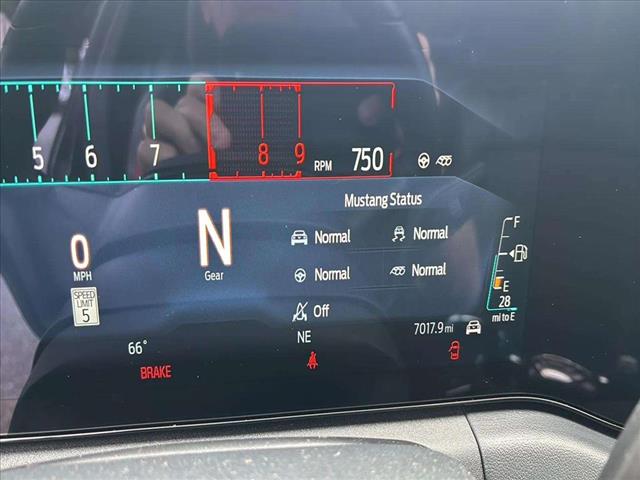 5 6 7 8 9 RPM 750
Mustang Status
Normal Normal
0
MPH
N
Gear
Normal Normal
SPEED
LIMIT
5
Off
F
E
28
mi to E
66°
NE
7017.9 mi
BRAKE